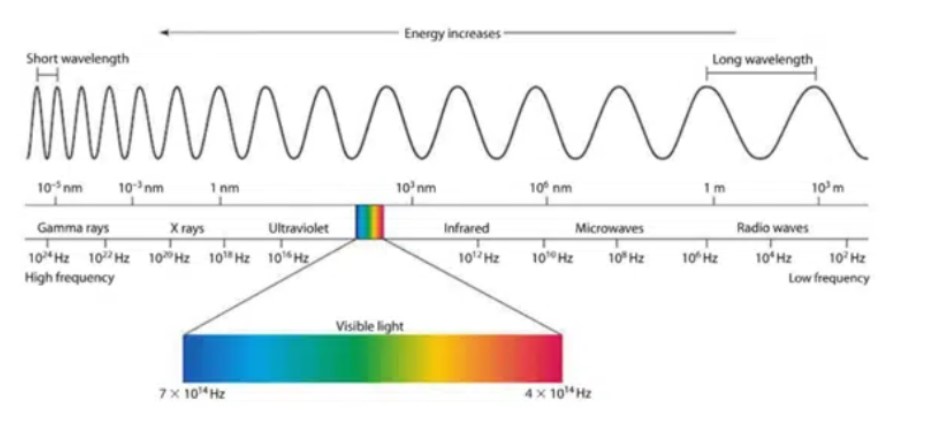 Energy increases
Short wavelength
Long wavelength
10⁻⁵ nm 10⁻³ nm 1 nm 10³ nm 10⁶ nm 1 m 10³ m
Gamma rays X rays Ultraviolet Infrared Microwaves Radio waves
10²⁴ Hz 10²² Hz 10²⁰ Hz 10¹⁸ Hz 10¹⁶ Hz 10¹² Hz 10¹⁰ Hz 10⁸ Hz 10⁶ Hz 10⁴ Hz 10² Hz
High frequency Low frequency
Visible light
7 × 10¹⁴ Hz 4 × 10¹⁴ Hz